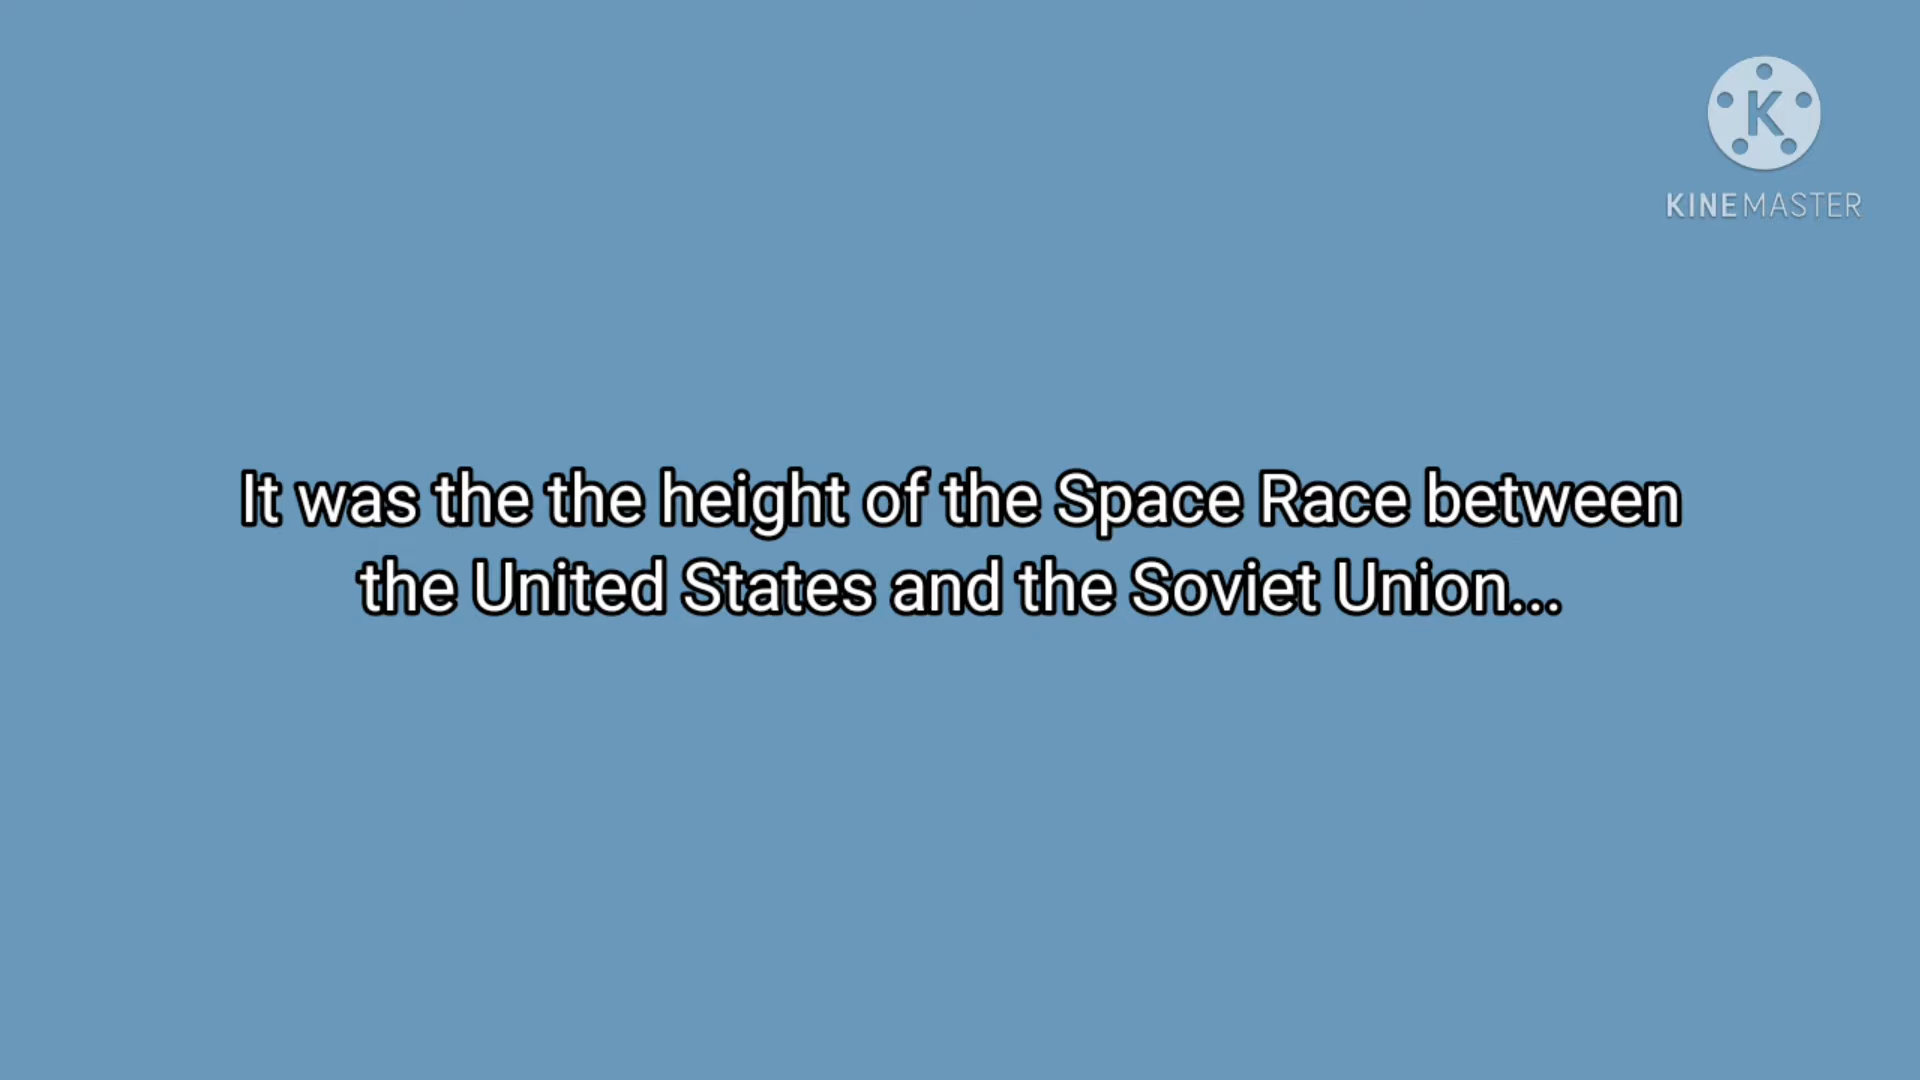 K
KINEMASTER
It was the the height of the Space Race between
the United States and the Soviet Union...